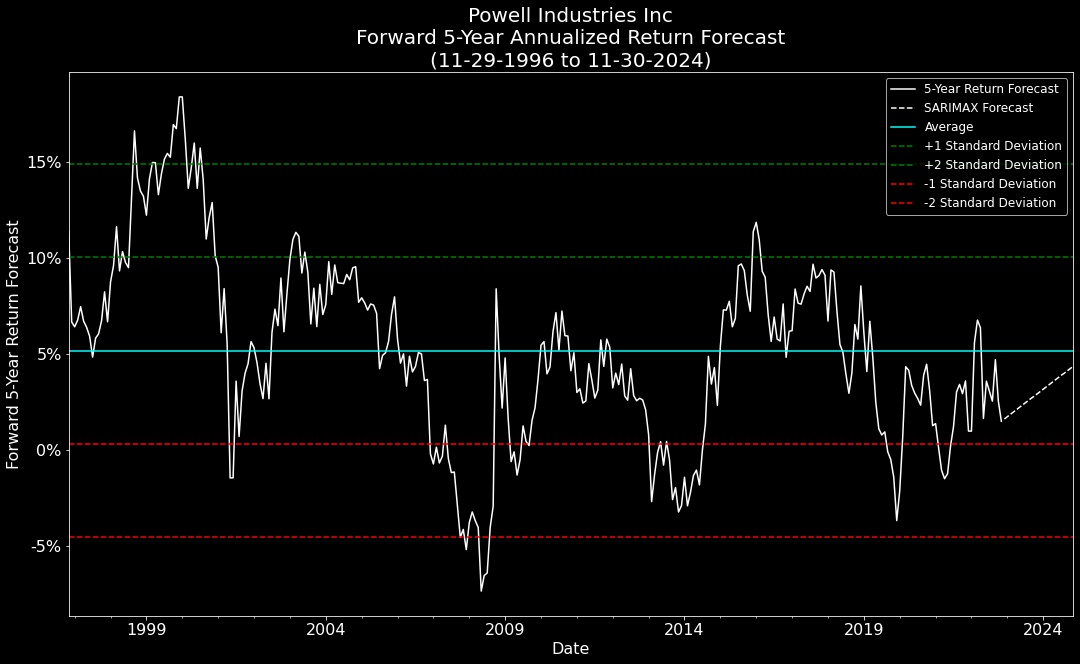 Powell Industries Inc
Forward 5-Year Annualized Return Forecast
(11-29-1996 to 11-30-2024)
5-Year Return Forecast
SARIMAX Forecast
Average
+1 Standard Deviation
+2 Standard Deviation
-1 Standard Deviation
-2 Standard Deviation
Forward 5-Year Return Forecast
15%
10%
5%
0%
-5%
1999 2004 2009 2014 2019 2024
Date